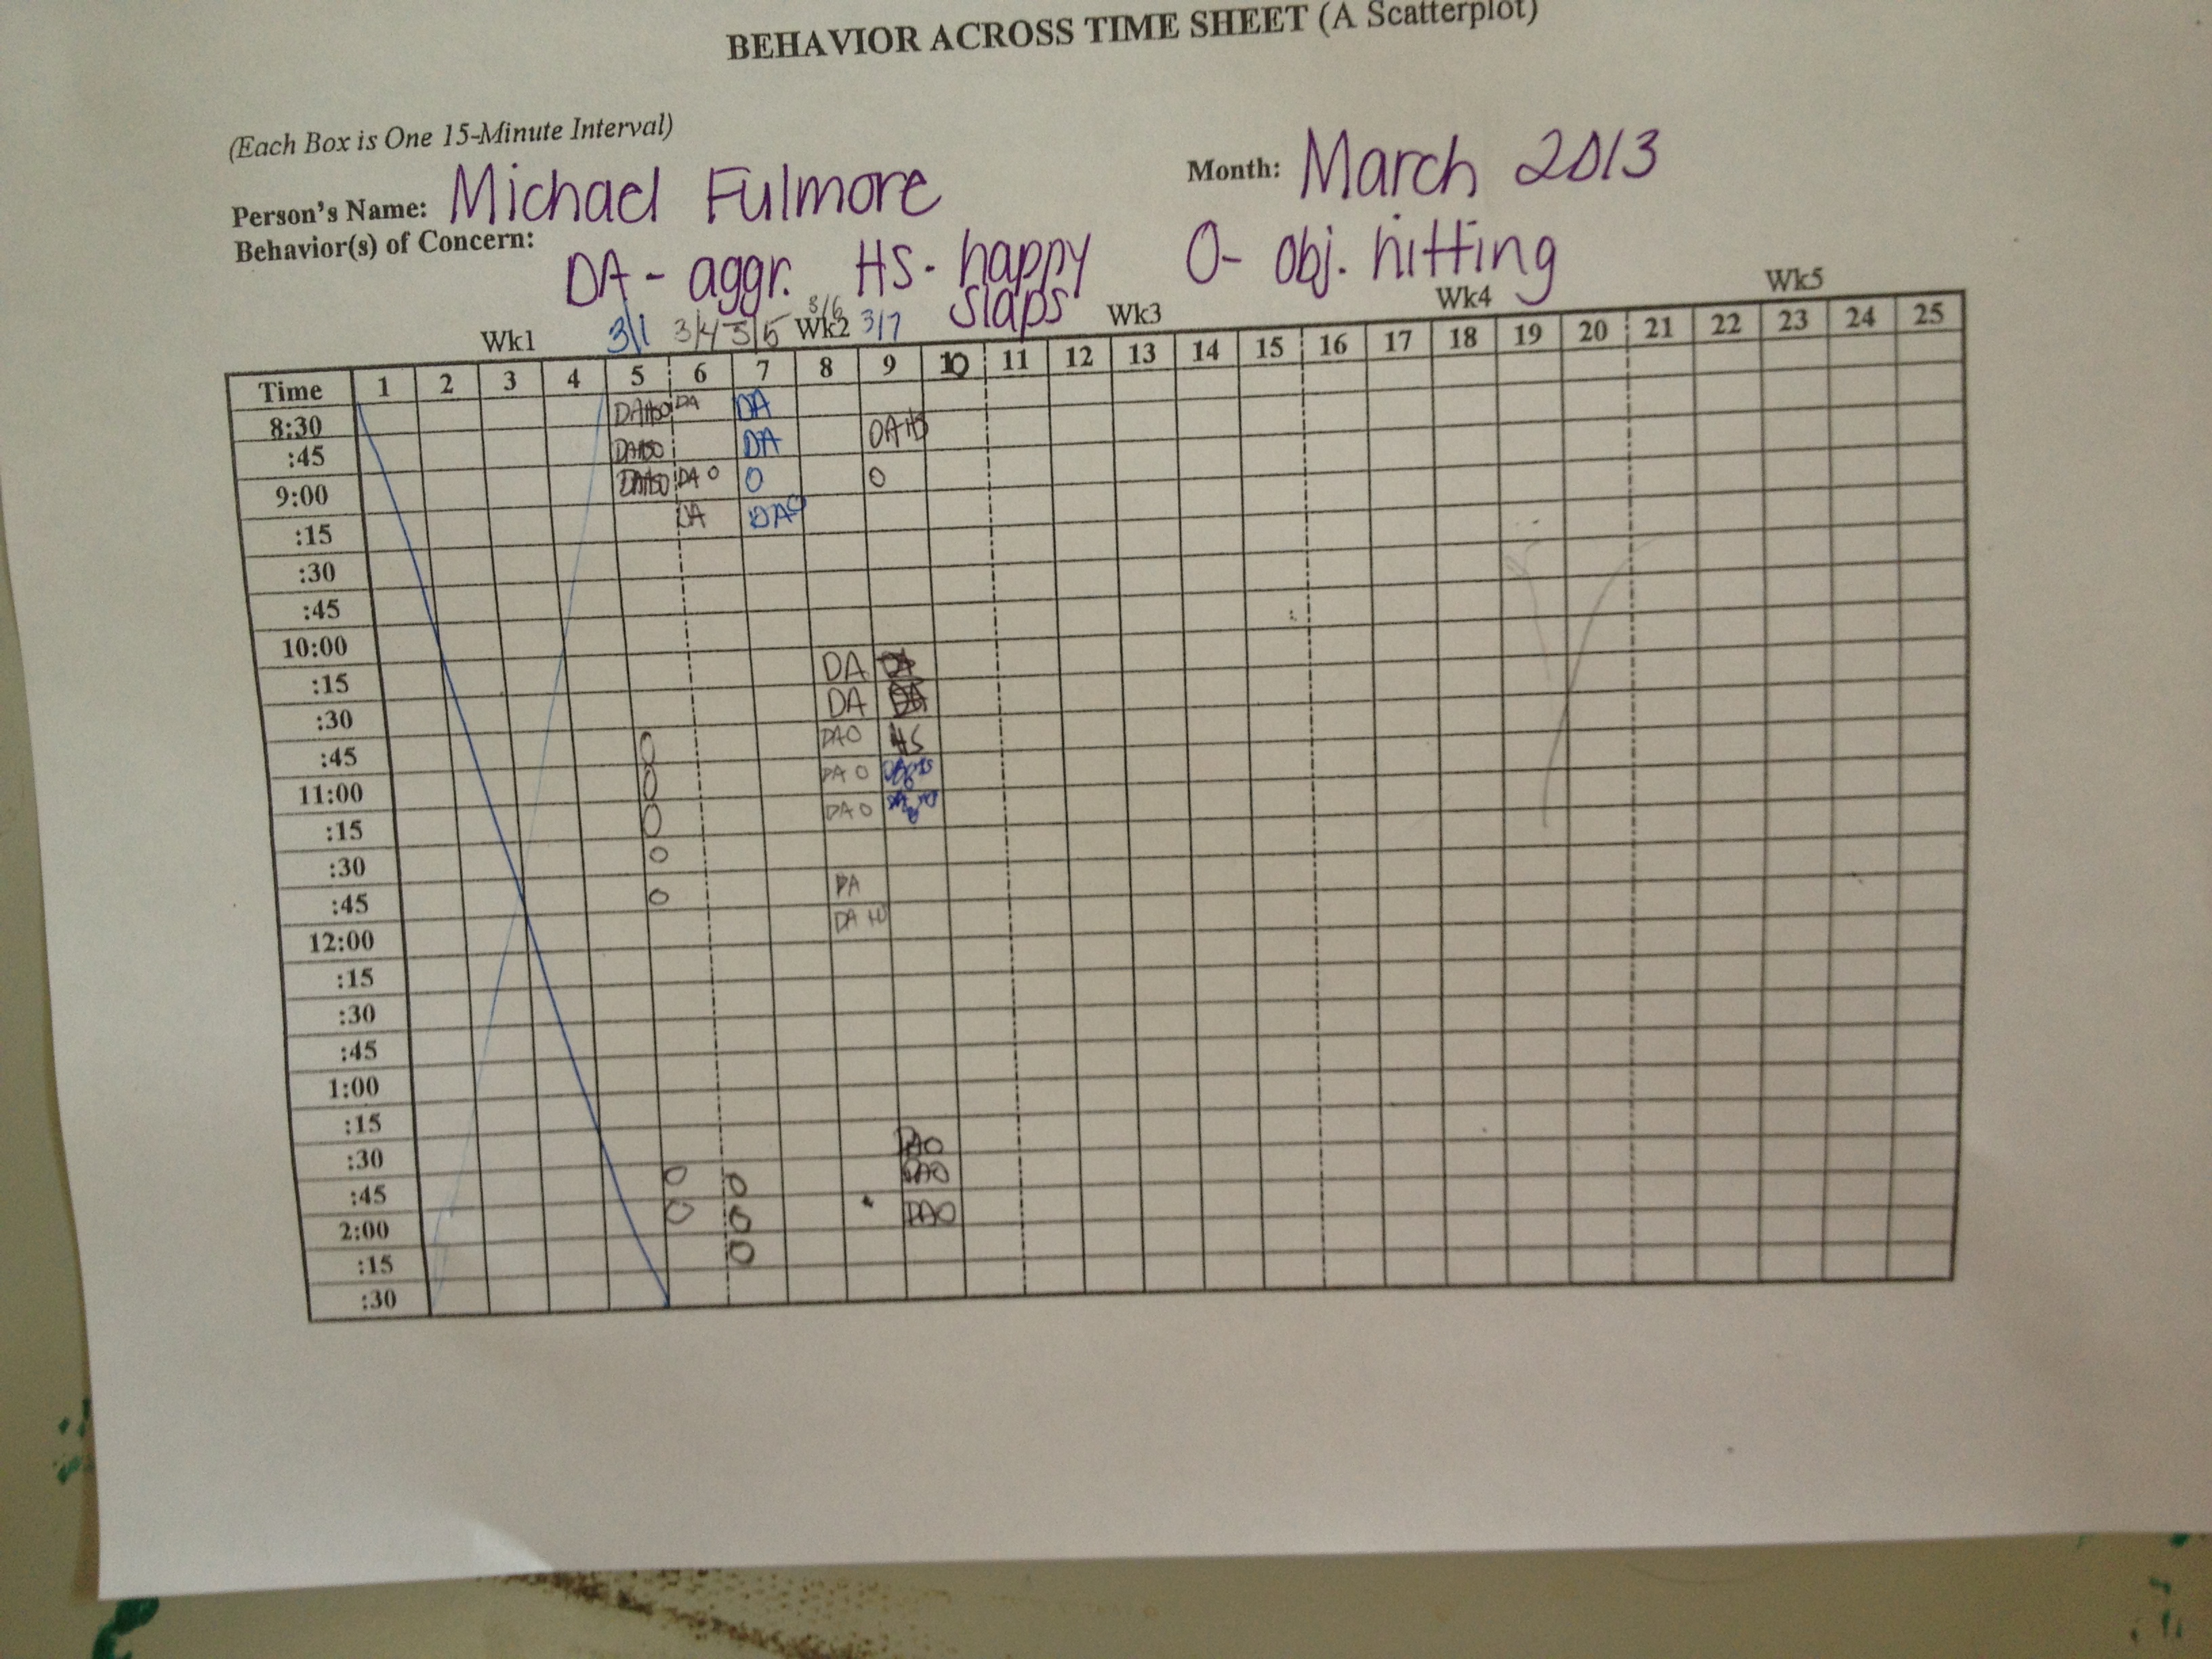 BEHAVIOR ACROSS TIME SHEET (A Scatterplot)
(Each Box is One 15-Minute Interval)
Person's Name: Michael Fulmore Month: March 2013
Behavior(s) of Concern: DA - aggr. HS - happy slaps O - obj. hitting
Wk1 3/1 3/4 3/5 Wk2 3/6 3/7 Wk3 Wk4 Wk5
Time 1 2 3 4 5 6 7 8 9 10 11 12 13 14 15 16 17 18 19 20 21 22 23 24 25
8:30 DAHSO DA DA
:45 DAHSO DA DAHS
9:00 DAHSO DA O O O
:15 DA DAO
:30
:45
10:00
:15 DA DA
:30 DA DA
:45 O DAO HS
11:00 O DA O
:15 O DA O
:30 O
:45 O DA
12:00 DA
:15
:30
:45
1:00
:15
:30 DAO
:45 O O DAO
2:00 O O DAO
:15 O
:30